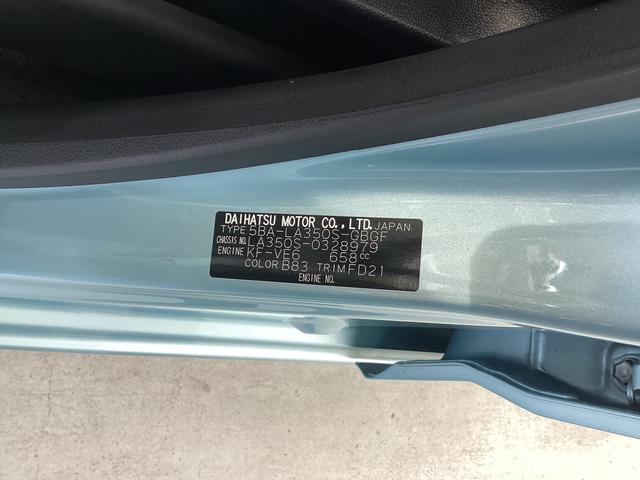 DAIHATSU MOTOR CO., LTD. JAPAN
TYPE 5BA-LA350S-GBGF
CHASSIS NO. LA350S-0328979
ENGINE KF-VE6 658cc
COLOR B83 TRIM FD21
ENGINE NO.